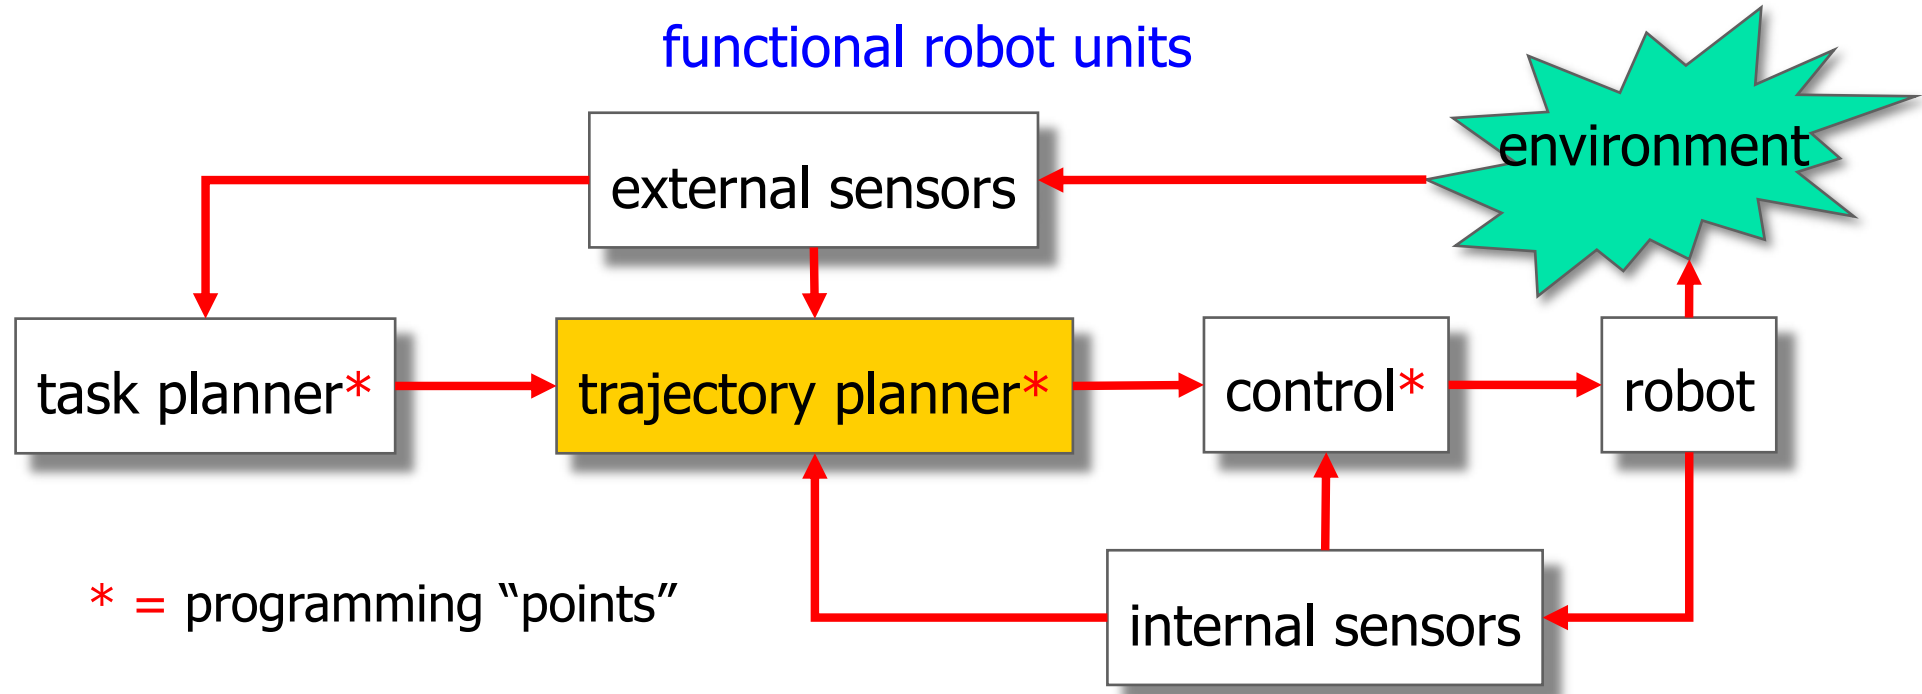 functional robot units
environment
external sensors
task planner*
trajectory planner*
control*
robot
* = programming “points”
internal sensors